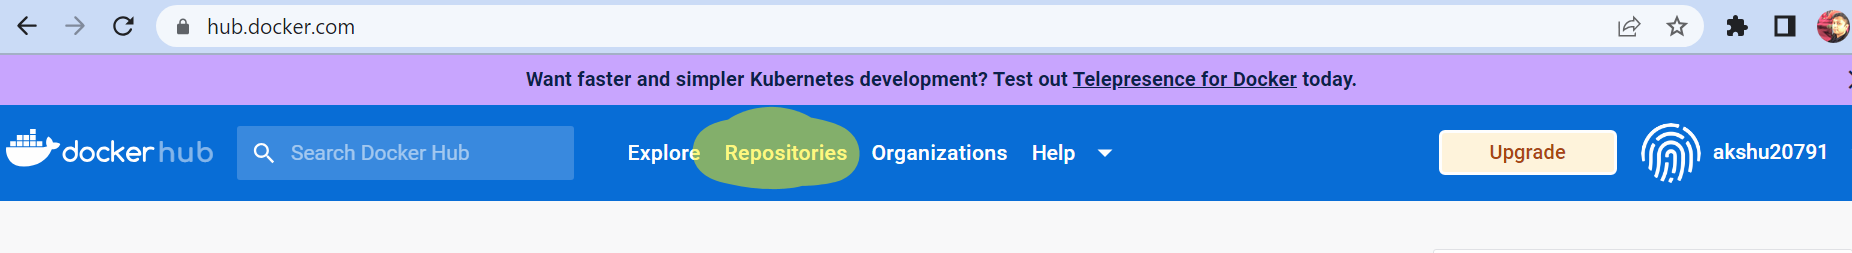 hub.docker.com
Want faster and simpler Kubernetes development? Test out Telepresence for Docker today.
docker hub
Search Docker Hub
Explore Repositories Organizations Help
Upgrade
akshu20791